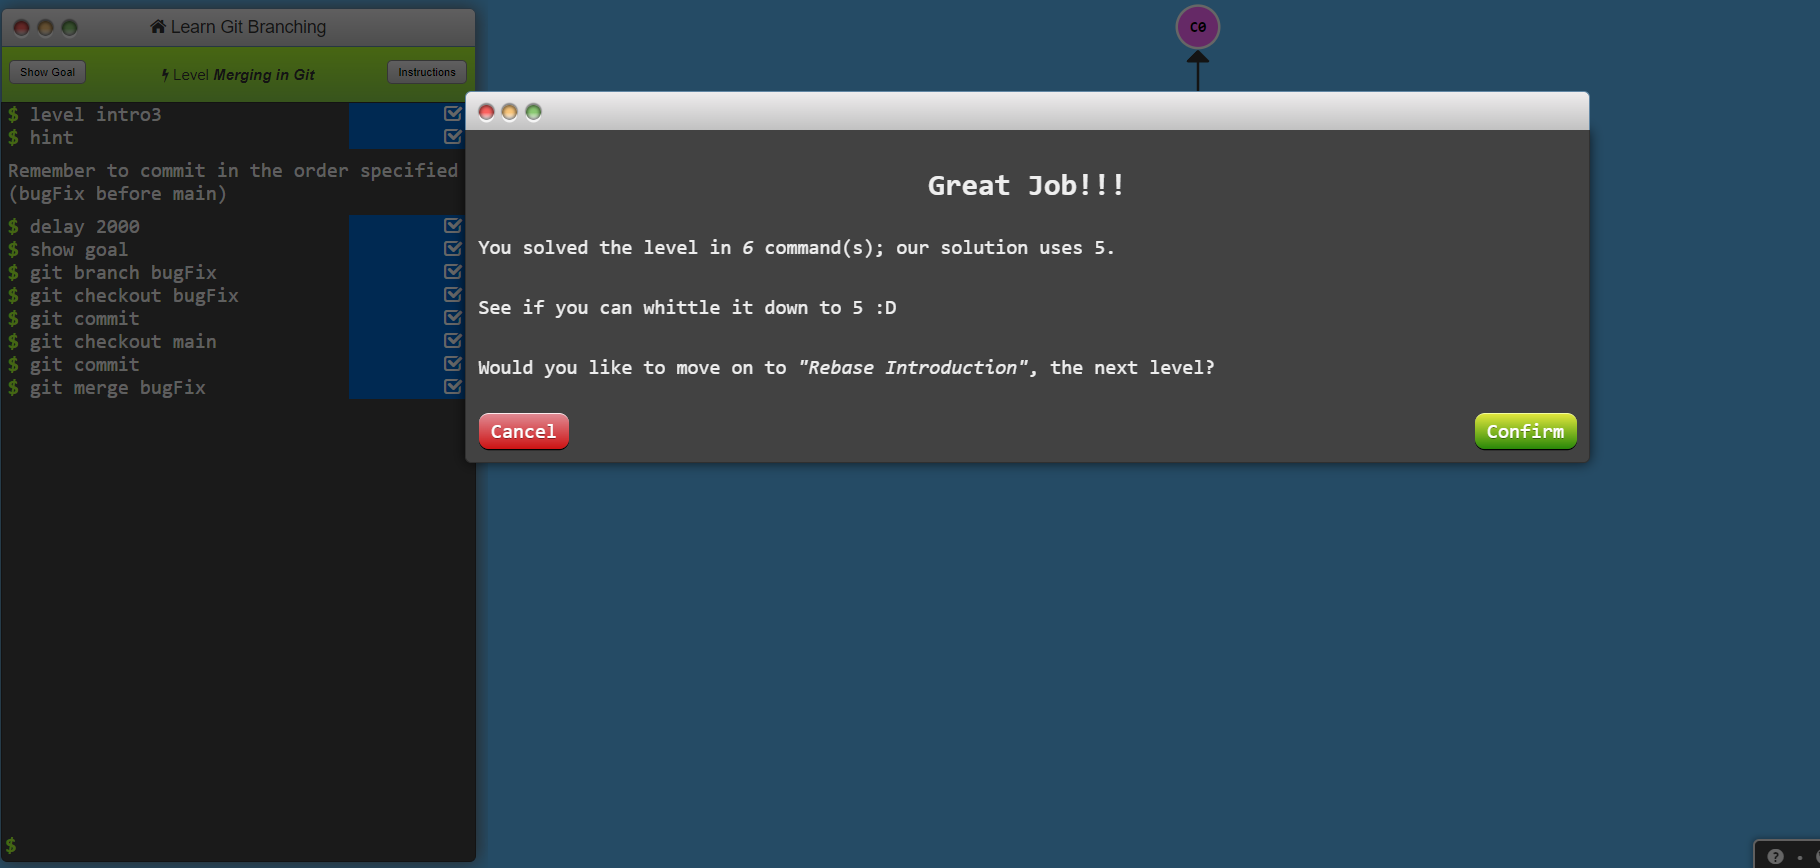 Learn Git Branching
Show Goal
Level Merging in Git
Instructions
$ level intro3
$ hint
Remember to commit in the order specified
(bugFix before main)
$ delay 2000
$ show goal
$ git branch bugFix
$ git checkout bugFix
$ git commit
$ git checkout main
$ git commit
$ git merge bugFix
$
C0
Great Job!!!
You solved the level in 6 command(s); our solution uses 5.
See if you can whittle it down to 5 :D
Would you like to move on to "Rebase Introduction", the next level?
Cancel
Confirm
?